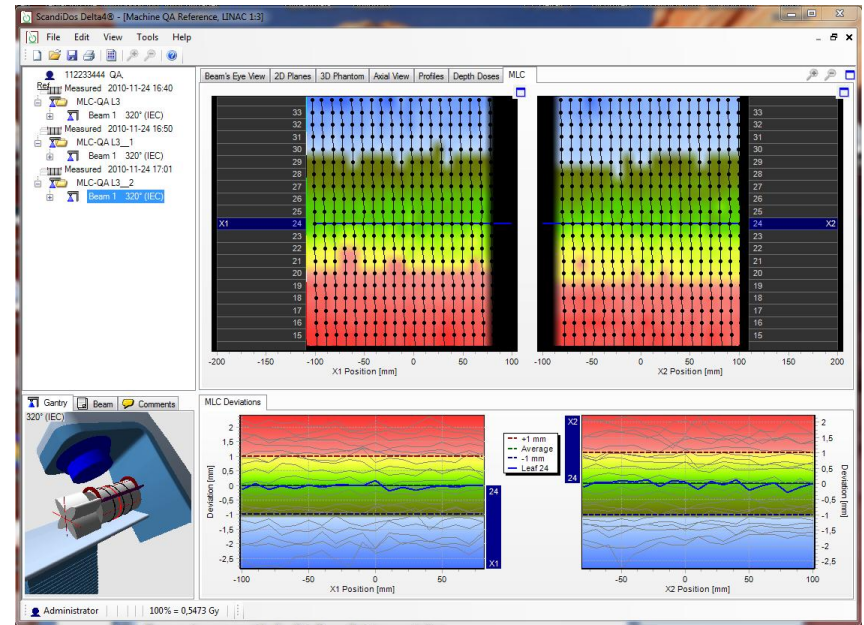 ScandiDos Delta4® - [Machine QA Reference, LINAC 1:3]
File Edit View Tools Help
112233444 QA,
Ref Measured 2010-11-24 16:40
MLC-QA L3
Beam 1 320° (IEC)
Measured 2010-11-24 16:50
MLC-QA L3__1
Beam 1 320° (IEC)
Measured 2010-11-24 17:01
MLC-QA L3__2
Beam 1 320° (IEC)
Beam's Eye View 2D Planes 3D Phantom Axial View Profiles Depth Doses MLC
33 33
32 32
31 31
30 30
29 29
28 28
27 27
26 26
25 25
X1 24 24 X2
23 23
22 22
21 21
20 20
19 19
18 18
17 17
16 16
15 15
-200 -150 -100 -50 0 50 100 -100 -50 0 50 100 150 200
X1 Position [mm] X2 Position [mm]
Gantry Beam Comments
320° (IEC)
MLC Deviations
Deviation [mm]
2
1,5
1
0,5
0
-0,5
-1
-1,5
-2
-2,5
24
X1
-100 -50 0 50
X1 Position [mm]
+1 mm
Average
-1 mm
Leaf 24
X2
24
2
1,5
1
0,5
0
-0,5
-1
-1,5
-2
-2,5
Deviation [mm]
-50 0 50 100
X2 Position [mm]
Administrator 100% = 0,5473 Gy